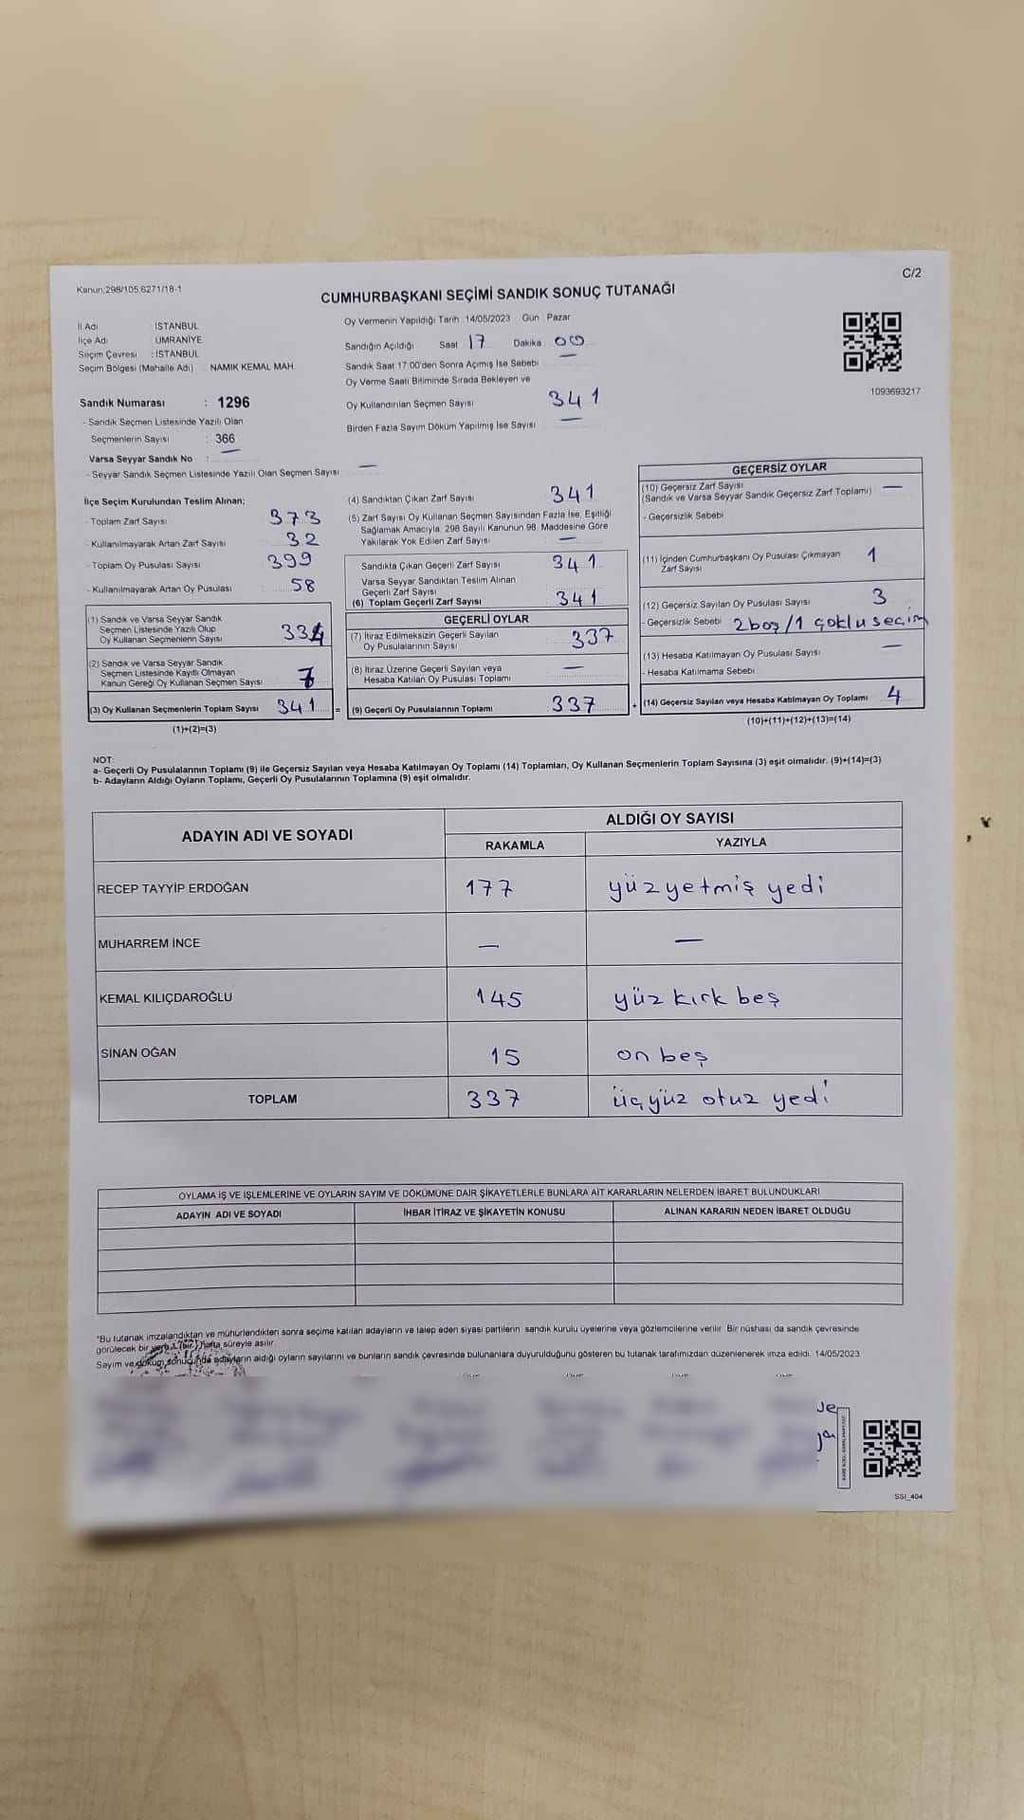 Kanun:298/105.6271/18-1
C/2
CUMHURBAŞKANI SEÇİMİ SANDIK SONUÇ TUTANAĞI
İl Adı : İSTANBUL
İlçe Adı : ÜMRANİYE
Seçim Çevresi : İSTANBUL
Seçim Bölgesi (Mahalle Adı) NAMIK KEMAL MAH.
Sandık Numarası : 1296
- Sandık Seçmen Listesinde Yazılı Olan
Seçmenlerin Sayısı : 366
Varsa Seyyar Sandık No : —
- Seyyar Sandık Seçmen Listesinde Yazılı Olan Seçmen Sayısı —
Oy Vermenin Yapıldığı Tarih 14/05/2023 Gün Pazar
Sandığın Açıldığı Saat 17 Dakika 00
Sandık Saat 17:00'den Sonra Açımış İse Sebebi —
Oy Verme Saati Bitiminde Sırada Bekleyen ve
Oy Kullandırılan Seçmen Sayısı 341
Birden Fazla Sayım Döküm Yapılmış İse Sayısı —
1093693217
İlçe Seçim Kurulundan Teslim Alınan;
- Toplam Zarf Sayısı 373
- Kullanılmayarak Artan Zarf Sayısı 32
- Toplam Oy Pusulası Sayısı 399
- Kullanılmayarak Artan Oy Pusulası 58
(1) Sandık ve Varsa Seyyar Sandık
Seçmen Listesinde Yazılı Olup
Oy Kullanan Seçmenlerin Sayısı 334
(2) Sandık ve Varsa Seyyar Sandık
Seçmen Listesinde Kayıtlı Olmayan
Kanun Gereği Oy Kullanan Seçmen Sayısı 7
(3) Oy Kullanan Seçmenlerin Toplam Sayısı 341 =
(1)+(2)=(3)
(4) Sandıktan Çıkan Zarf Sayısı 341
(5) Zarf Sayısı Oy Kullanan Seçmen Sayısından Fazla İse, Eşitliği
Sağlamak Amacıyla, 298 Sayılı Kanunun 98. Maddesine Göre
Yakılarak Yok Edilen Zarf Sayısı —
Sandıkta Çıkan Geçerli Zarf Sayısı 341
Varsa Seyyar Sandıktan Teslim Alınan
Geçerli Zarf Sayısı
(6) Toplam Geçerli Zarf Sayısı 341
GEÇERLİ OYLAR
(7) İtiraz Edilmeksizin Geçerli Sayılan
Oy Pusulalarının Sayısı 337
(8) İtiraz Üzerine Geçerli Sayılan veya
Hesaba Katılan Oy Pusulası Toplamı —
(9) Geçerli Oy Pusulalarının Toplamı 337 +
GEÇERSİZ OYLAR
(10) Geçersiz Zarf Sayısı
(Sandık ve Varsa Seyyar Sandık Geçersiz Zarf Toplamı) —
- Geçersizlik Sebebi
(11) İçinden Cumhurbaşkanı Oy Pusulası Çıkmayan
Zarf Sayısı 1
(12) Geçersiz Sayılan Oy Pusulası Sayısı 3
- Geçersizlik Sebebi 2 boş / 1 çoklu seçim
(13) Hesaba Katılmayan Oy Pusulası Sayısı —
- Hesaba Katılmama Sebebi
(14) Geçersiz Sayılan veya Hesaba Katılmayan Oy Toplamı 4
(10)+(11)+(12)+(13)=(14)
NOT:
a- Geçerli Oy Pusulalarının Toplamı (9) ile Geçersiz Sayılan veya Hesaba Katılmayan Oy Toplamı (14) Toplamları, Oy Kullanan Seçmenlerin Toplam Sayısına (3) eşit olmalıdır. (9)+(14)=(3)
b- Adayların Aldığı Oyların Toplamı, Geçerli Oy Pusulalarının Toplamına (9) eşit olmalıdır.
ADAYIN ADI VE SOYADI
ALDIĞI OY SAYISI
RAKAMLA YAZIYLA
RECEP TAYYİP ERDOĞAN 177 yüz yetmiş yedi
MUHARREM İNCE — —
KEMAL KILIÇDAROĞLU 145 yüz kırk beş
SİNAN OĞAN 15 on beş
TOPLAM 337 üçyüz otuz yedi
OYLAMA İŞ VE İŞLEMLERİNE VE OYLARIN SAYIM VE DÖKÜMÜNE DAİR ŞİKAYETLERLE BUNLARA AİT KARARLARIN NELERDEN İBARET BULUNDUKLARI
ADAYIN ADI VE SOYADI İHBAR İTİRAZ VE ŞİKAYETİN KONUSU ALINAN KARARIN NEDEN İBARET OLDUĞU
*Bu tutanak imzalandıktan ve mühürlendikten sonra seçime katılan adayların ve talep eden siyasi partilerin sandık kurulu üyelerine veya gözlemcilerine verilir. Bir nüshası da sandık çevresinde
görülecek bir yere 1 (bir) hafta süreyle asılır.
Sayım ve döküm sonucunda adayların aldığı oyların sayılarını ve bunların sandık çevresinde bulunanlara duyurulduğunu gösteren bu tutanak tarafımızdan düzenlenerek imza edildi. 14/05/2023
SSI_404